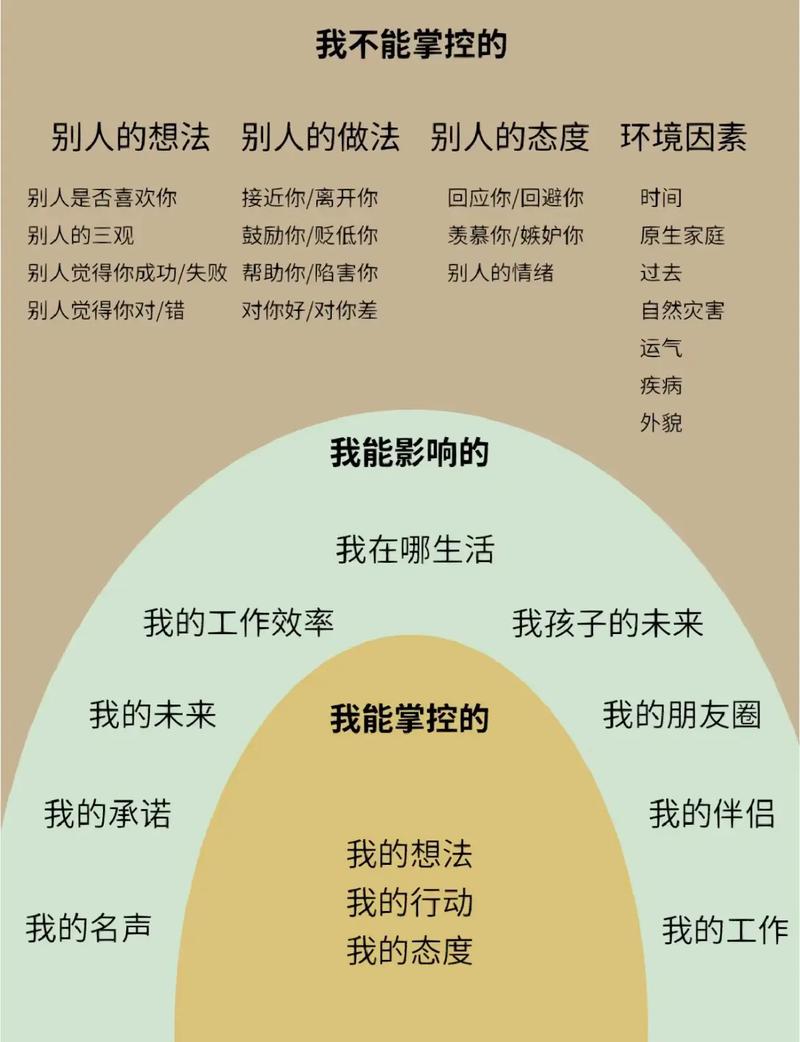 我不能掌控的
别人的想法
别人是否喜欢你
别人的三观
别人觉得你成功/失败
别人觉得你对/错
别人的做法
接近你/离开你
鼓励你/贬低你
帮助你/陷害你
对你好/对你差
别人的态度
回应你/回避你
羡慕你/嫉妒你
别人的情绪
环境因素
时间
原生家庭
过去
自然灾害
运气
疾病
外貌
我能影响的
我在哪生活
我的工作效率
我孩子的未来
我的未来
我的朋友圈
我的承诺
我的伴侣
我的名声
我的工作
我能掌控的
我的想法
我的行动
我的态度